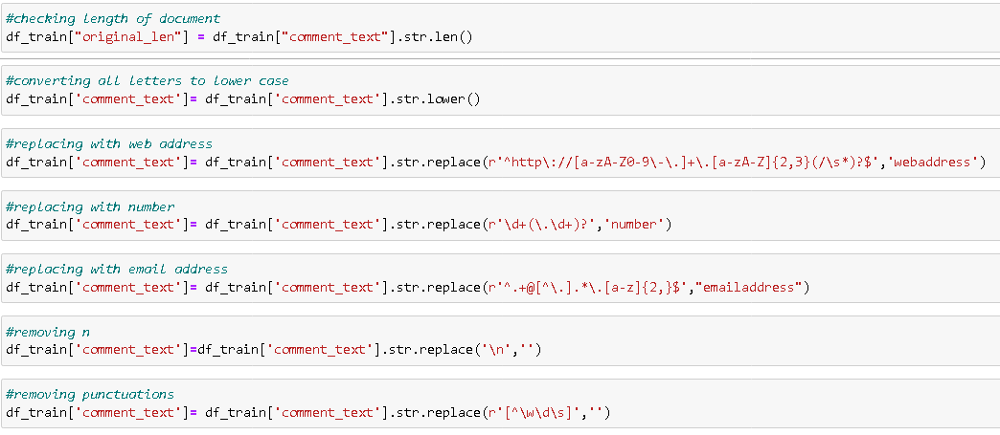 #checking length of document
df_train["original_len"] = df_train["comment_text"].str.len()
#converting all letters to lower case
df_train['comment_text']= df_train['comment_text'].str.lower()
#replacing with web address
df_train['comment_text']= df_train['comment_text'].str.replace(r'^http\://[a-zA-Z0-9\-\.]+\.[a-zA-Z]{2,3}(/\s*)?$','webaddress')
#replacing with number
df_train['comment_text']= df_train['comment_text'].str.replace(r'\d+(\.\d+)?','number')
#replacing with email address
df_train['comment_text']= df_train['comment_text'].str.replace(r'^.+@[^\.].*\.[a-z]{2,}$',"emailaddress")
#removing n
df_train['comment_text']=df_train['comment_text'].str.replace('\n','')
#removing punctuations
df_train['comment_text']= df_train['comment_text'].str.replace(r'[^\w\d\s]','')